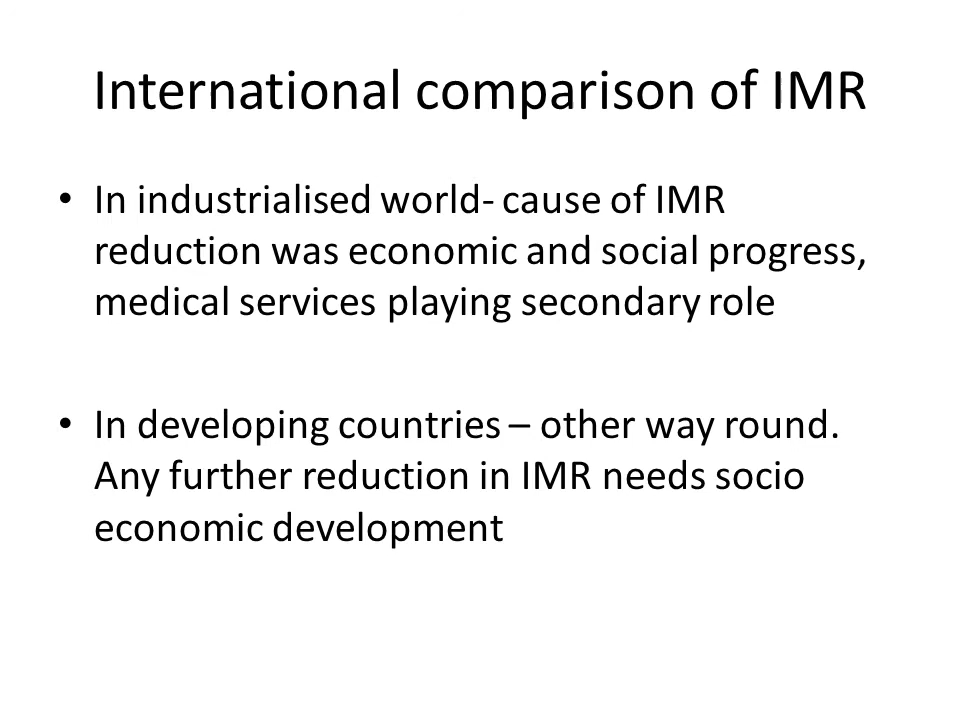 International comparison of IMR
• In industrialised world- cause of IMR
reduction was economic and social progress,
medical services playing secondary role
• In developing countries – other way round.
Any further reduction in IMR needs socio
economic development